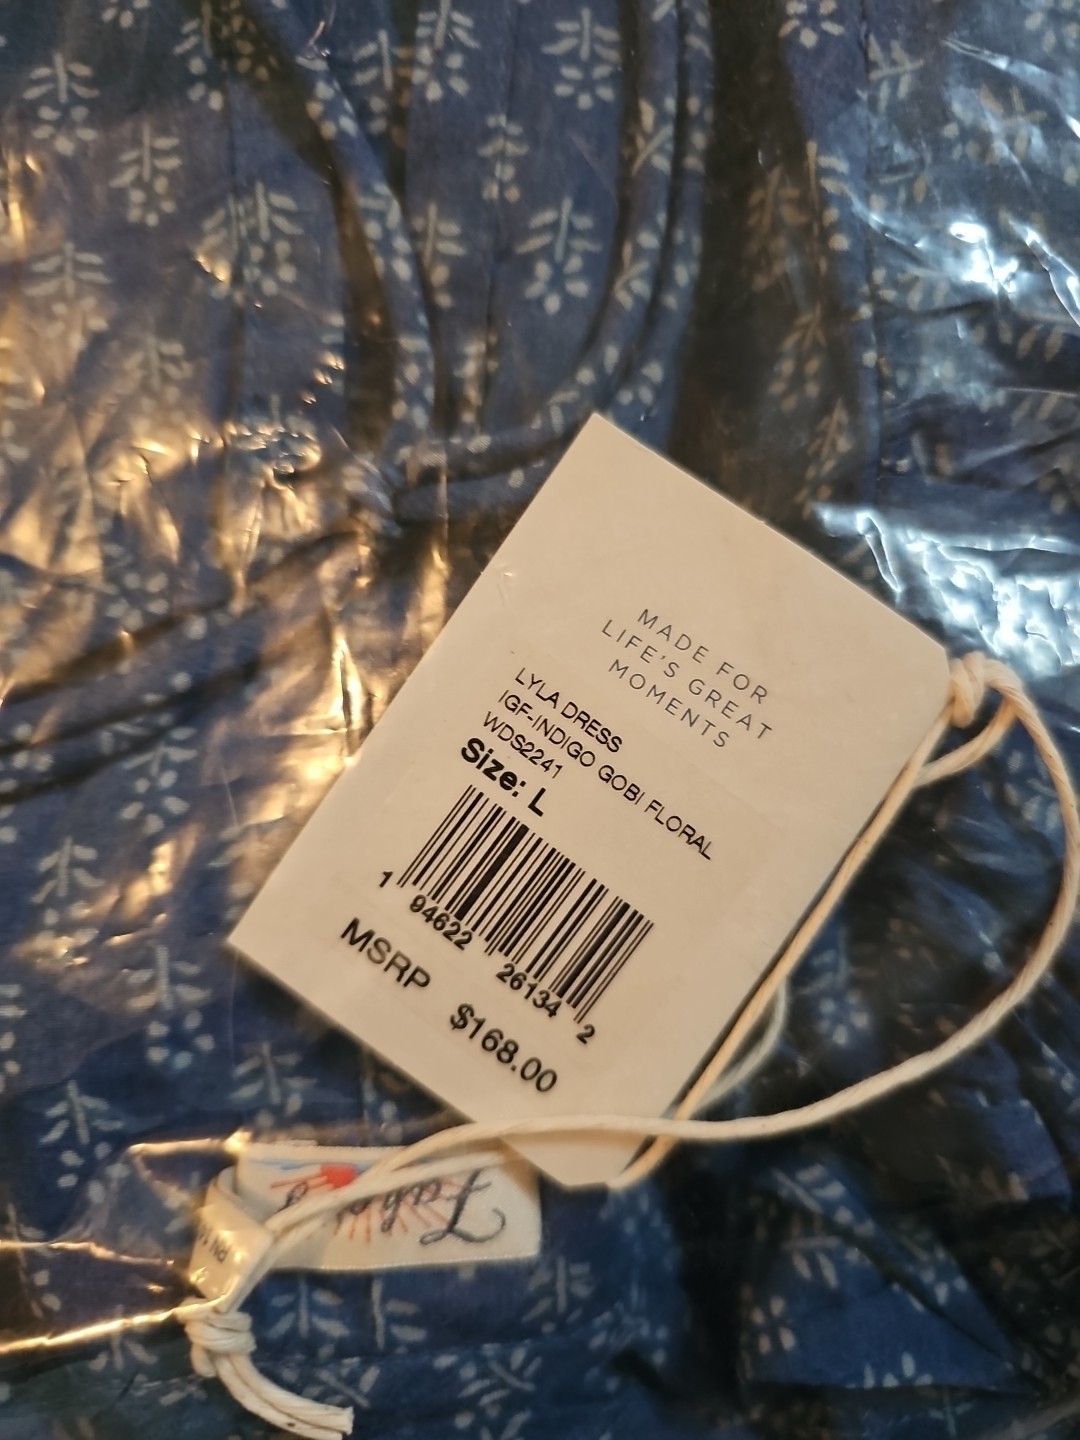 MADE FOR
LIFE'S GREAT
MOMENTS
LYLA DRESS
IGF-INDIGO GOBI FLORAL
WDS2241
Size: L
1 94622 26134 2
MSRP $168.00
RN